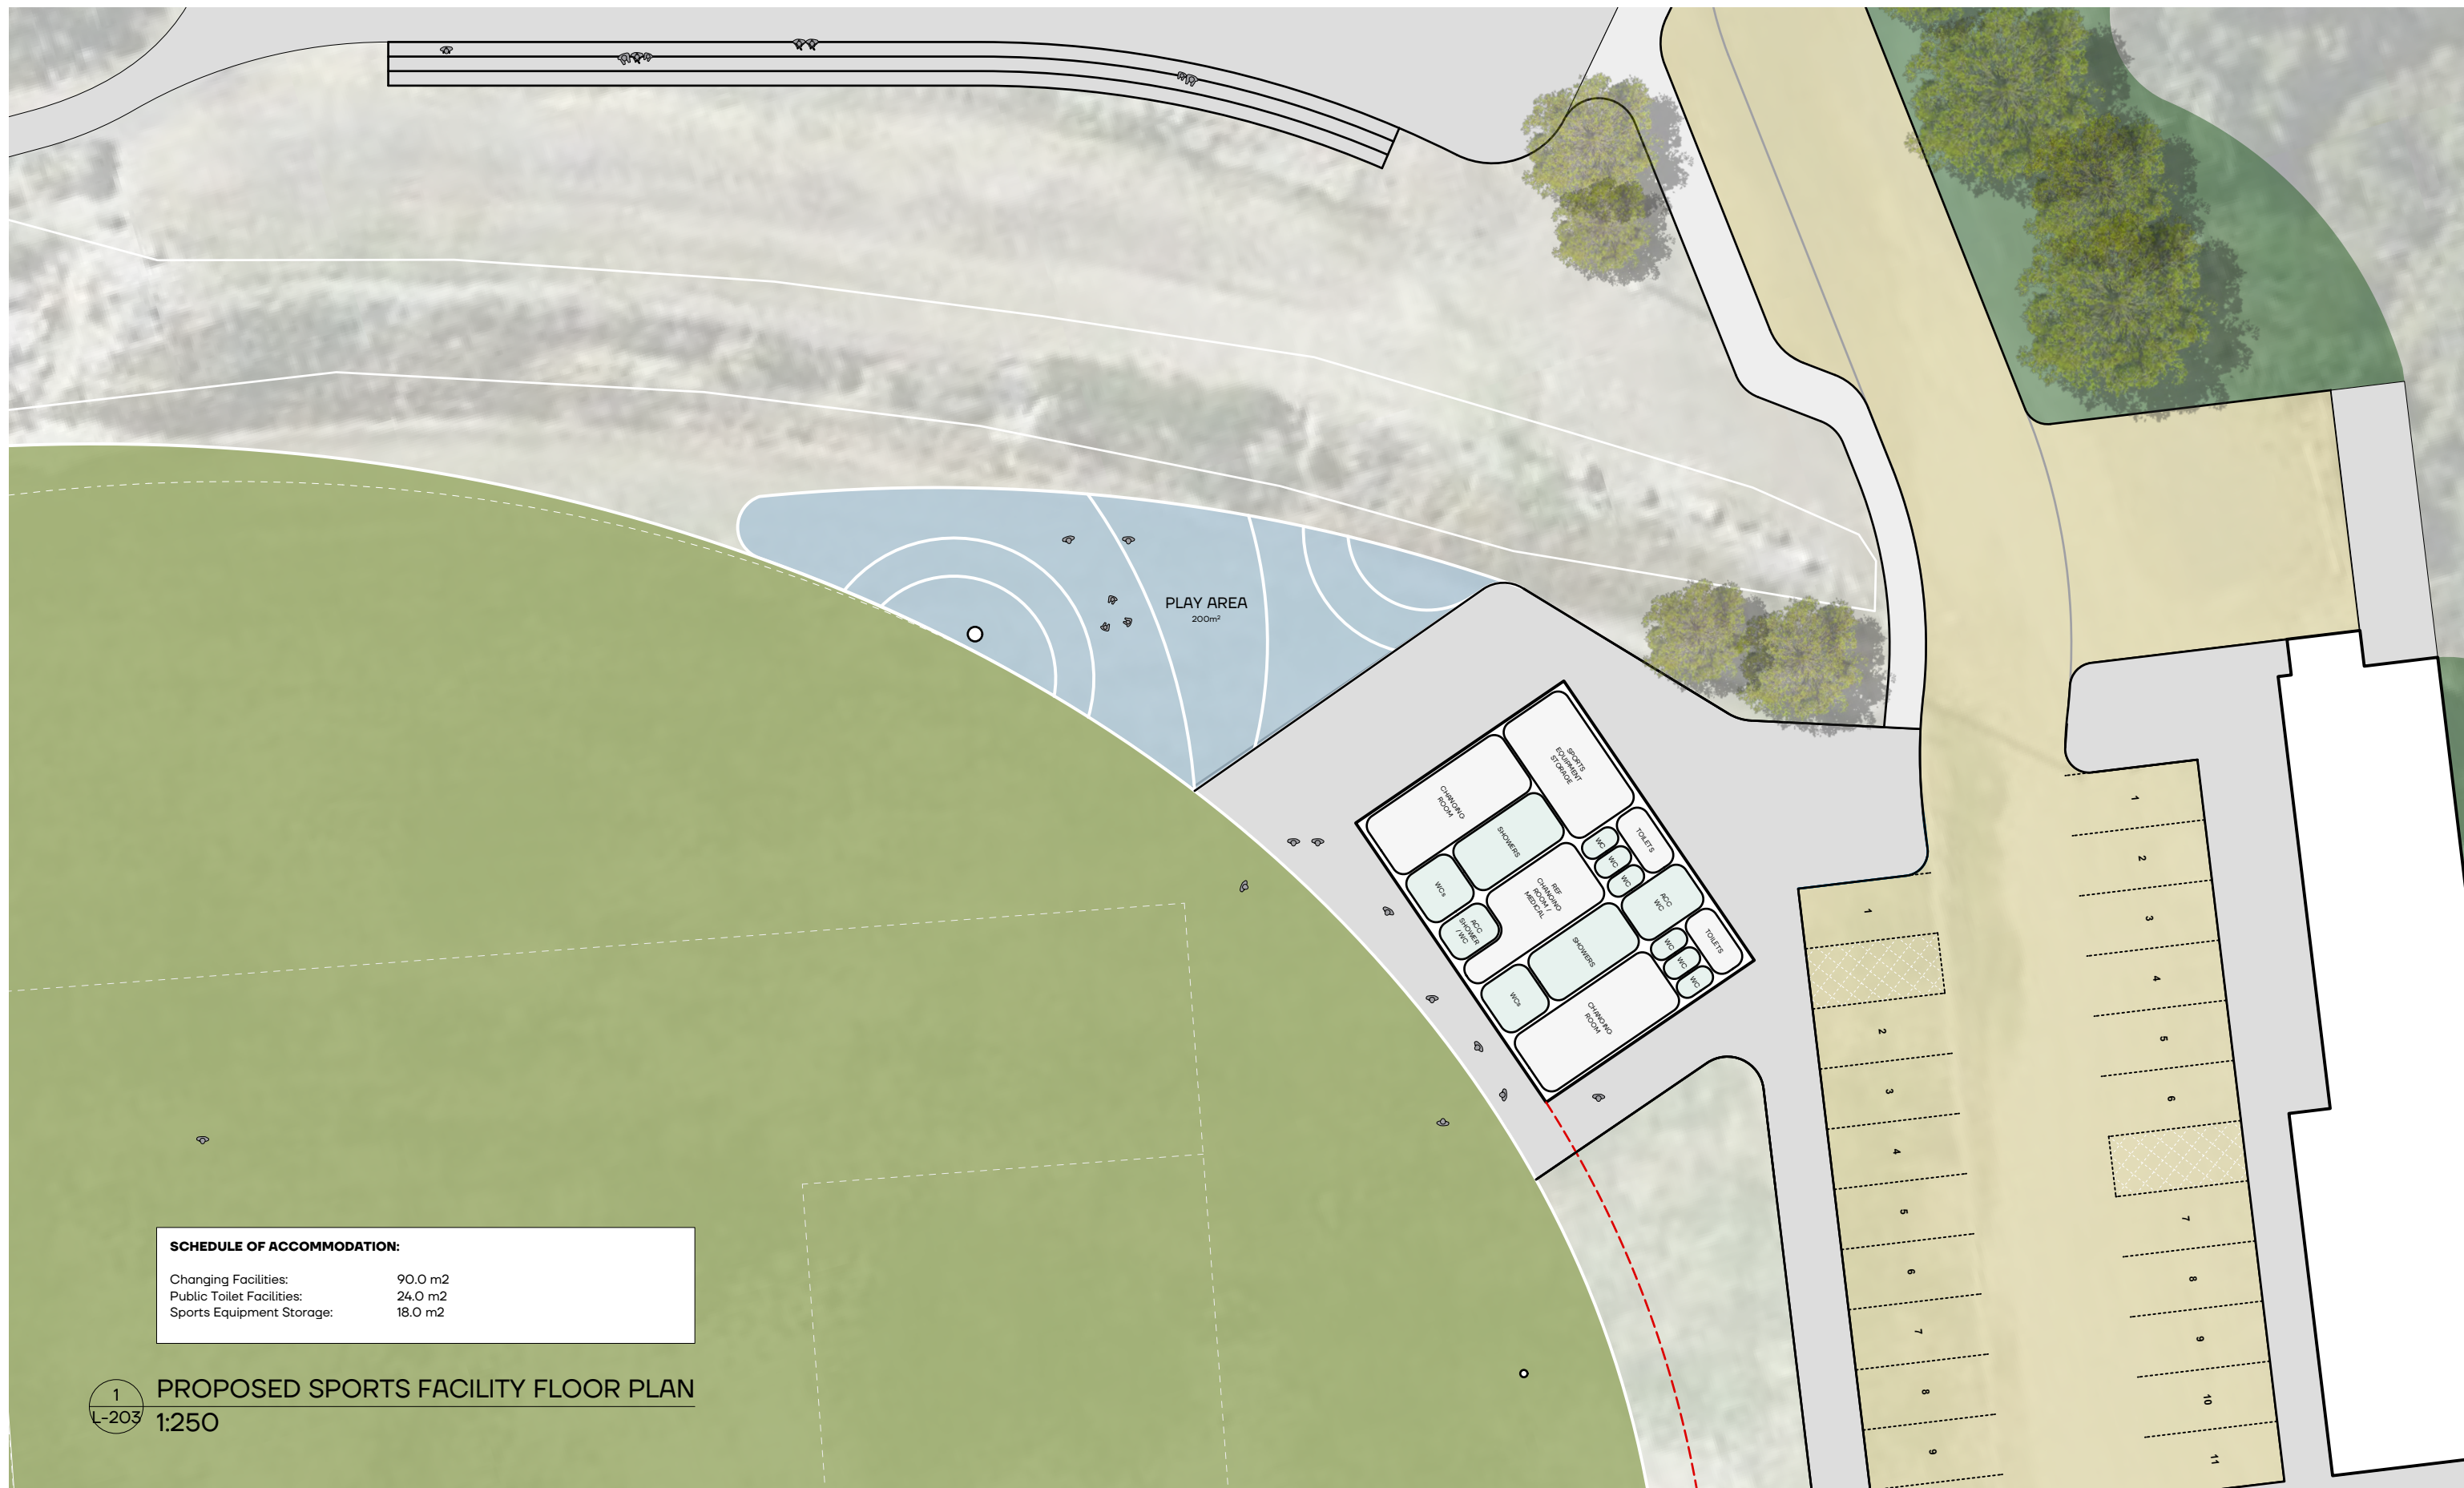 PLAY AREA
200m²
SPORTS
EQUIPMENT
STORAGE
CHANGING
ROOM
SHOWERS
WC
WC
WC
TOILETS
WCs
REF
CHANGING
ROOM /
MEDICAL
ACC
WC
ACC
SHOWER
/ WC
SHOWERS
TOILETS
WC
WC
WC
WCs
CHANGING
ROOM
1
2
3
4
5
6
7
8
9
1
2
3
4
5
6
7
8
9
10
11
SCHEDULE OF ACCOMMODATION:
Changing Facilities: 90.0 m2
Public Toilet Facilities: 24.0 m2
Sports Equipment Storage: 18.0 m2
1
L-203
PROPOSED SPORTS FACILITY FLOOR PLAN
1:250